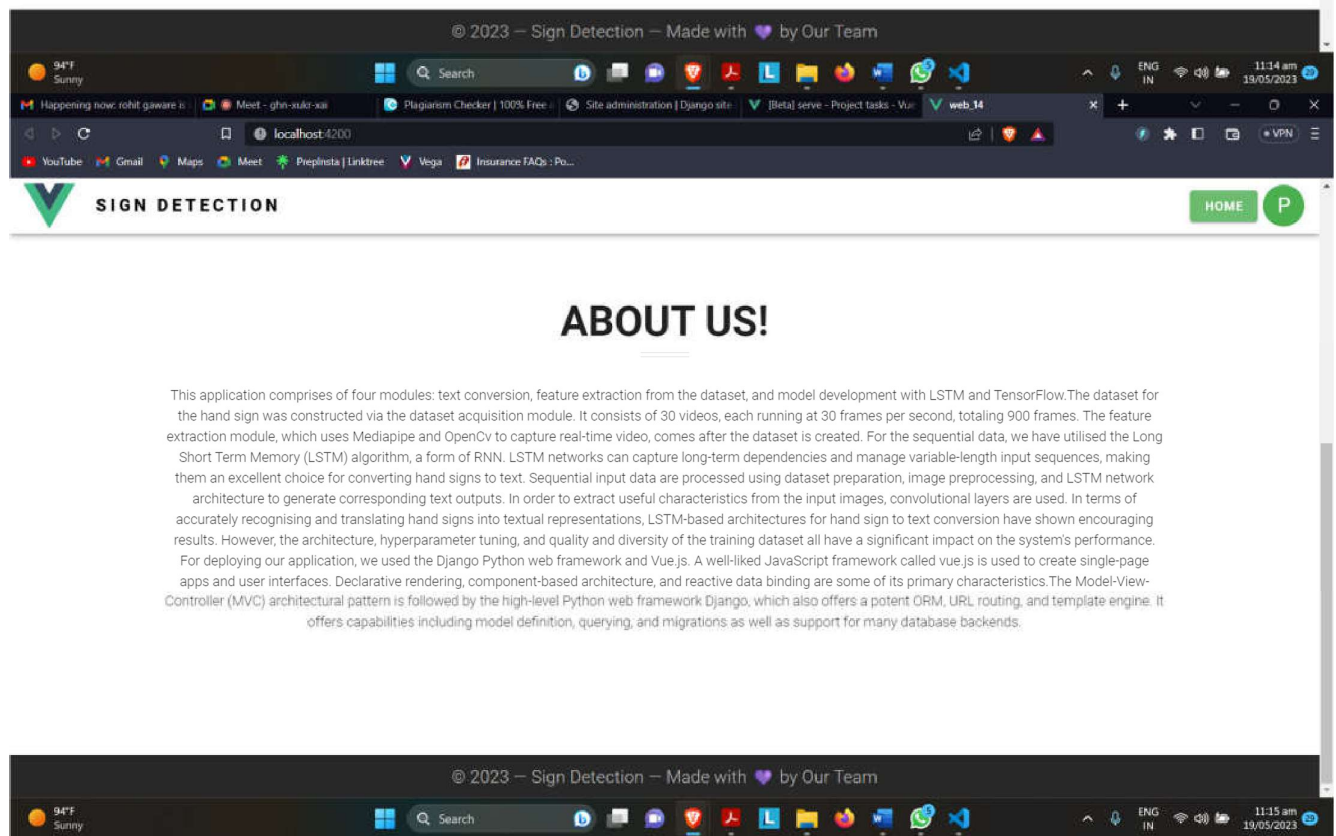 © 2023 — Sign Detection — Made with 💜 by Our Team
94°F
Sunny
Search
ENG
IN
11:14 am
19/05/2023
Happening now: rohit gaware is
Meet - ghn-xukr-xai
Plagiarism Checker | 100% Free
Site administration | Django site
[Beta] serve - Project tasks - Vue
web_14
localhost:4200
VPN
YouTube
Gmail
Maps
Meet
PrepInsta | Linktree
Vega
Insurance FAQs : Po...
SIGN DETECTION
HOME
P
ABOUT US!
This application comprises of four modules: text conversion, feature extraction from the dataset, and model development with LSTM and TensorFlow.The dataset for
the hand sign was constructed via the dataset acquisition module. It consists of 30 videos, each running at 30 frames per second, totaling 900 frames. The feature
extraction module, which uses Mediapipe and OpenCv to capture real-time video, comes after the dataset is created. For the sequential data, we have utilised the Long
Short Term Memory (LSTM) algorithm, a form of RNN. LSTM networks can capture long-term dependencies and manage variable-length input sequences, making
them an excellent choice for converting hand signs to text. Sequential input data are processed using dataset preparation, image preprocessing, and LSTM network
architecture to generate corresponding text outputs. In order to extract useful characteristics from the input images, convolutional layers are used. In terms of
accurately recognising and translating hand signs into textual representations, LSTM-based architectures for hand sign to text conversion have shown encouraging
results. However, the architecture, hyperparameter tuning, and quality and diversity of the training dataset all have a significant impact on the system's performance.
For deploying our application, we used the Django Python web framework and Vue.js. A well-liked JavaScript framework called vue.js is used to create single-page
apps and user interfaces. Declarative rendering, component-based architecture, and reactive data binding are some of its primary characteristics.The Model-View-
Controller (MVC) architectural pattern is followed by the high-level Python web framework Django, which also offers a potent ORM, URL routing, and template engine. It
offers capabilities including model definition, querying, and migrations as well as support for many database backends.
© 2023 — Sign Detection — Made with 💜 by Our Team
94°F
Sunny
Search
ENG
IN
11:15 am
19/05/2023